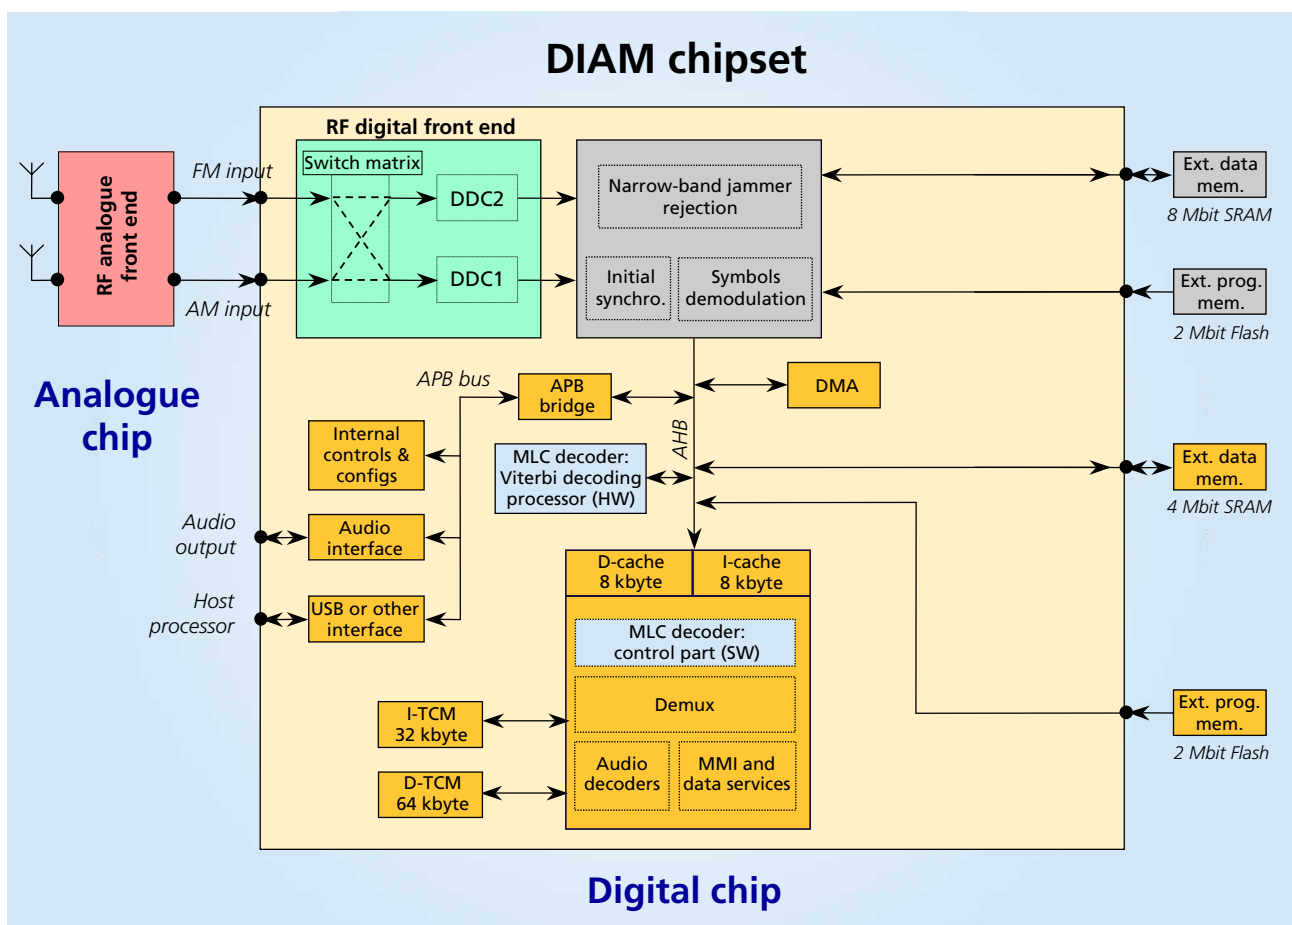 DIAM chipset
RF digital front end
Switch matrix
FM input
AM input
RF analogue
front end
DDC2
DDC1
Narrow-band jammer
rejection
Initial
synchro.
Symbols
demodulation
Ext. data
mem.
8 Mbit SRAM
Ext. prog.
mem.
2 Mbit Flash
Analogue
chip
APB bus
APB
bridge
DMA
AHB
Internal
controls &
configs
MLC decoder:
Viterbi decoding
processor (HW)
Ext. data
mem.
4 Mbit SRAM
Audio
output
Audio
interface
Host
processor
USB or other
interface
D-cache
8 kbyte
I-cache
8 kbyte
MLC decoder:
control part (SW)
Demux
I-TCM
32 kbyte
D-TCM
64 kbyte
Audio
decoders
MMI and
data services
Ext. prog.
mem.
2 Mbit Flash
Digital chip